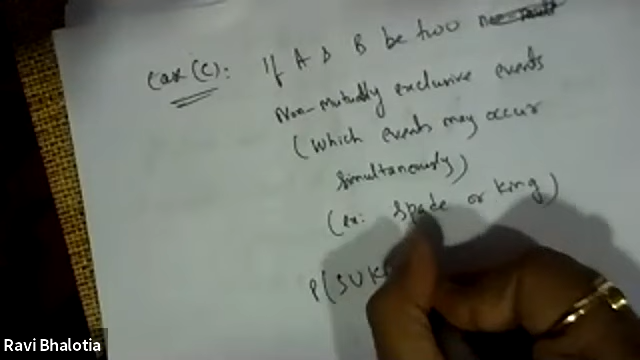 Case (c): If A & B be two
non-mutually exclusive events
(which events may occur
simultaneously)
(ex: Spade or King)
P(SUK
Ravi Bhalotia